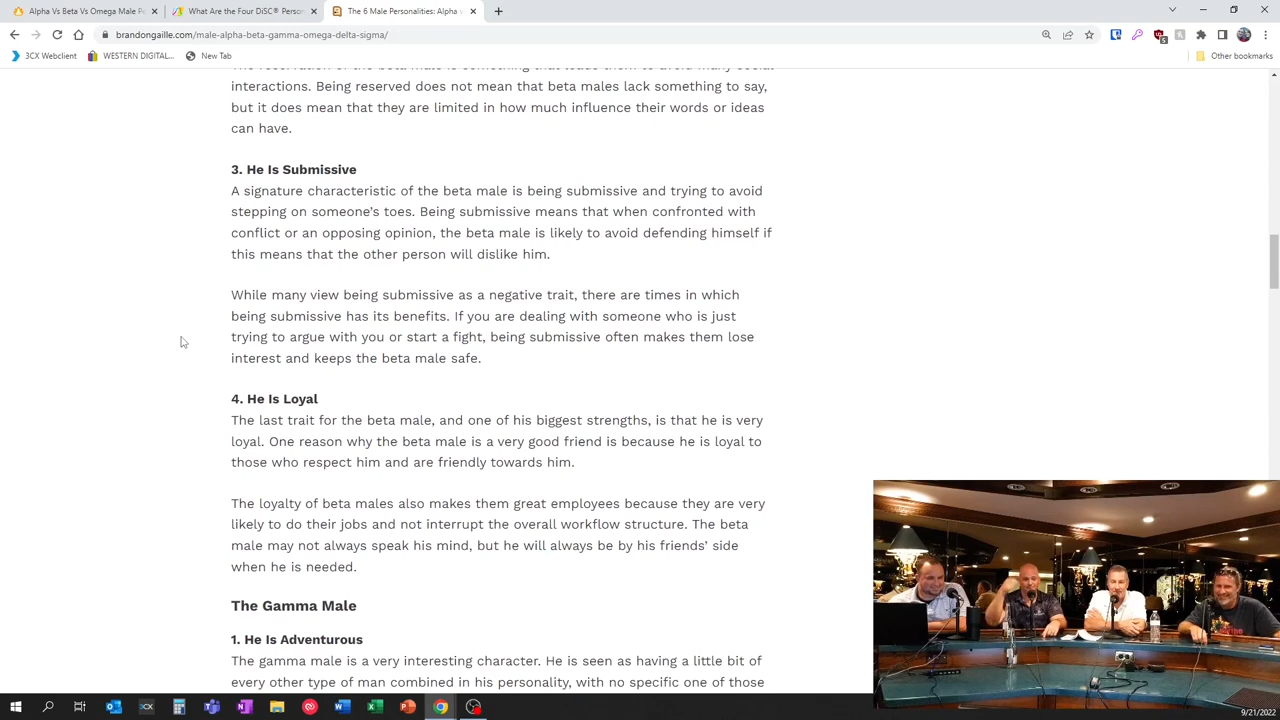 Alpha Vs Beta Vs Omega Male Pe
What Are the Four DiSC® Person
The 6 Male Personalities: Alpha v
brandongaille.com/male-alpha-beta-gamma-omega-delta-sigma/
3CX Webclient
WESTERN DIGITAL...
New Tab
Other bookmarks
interactions. Being reserved does not mean that beta males lack something to say,
but it does mean that they are limited in how much influence their words or ideas
can have.
3. He Is Submissive
A signature characteristic of the beta male is being submissive and trying to avoid
stepping on someone's toes. Being submissive means that when confronted with
conflict or an opposing opinion, the beta male is likely to avoid defending himself if
this means that the other person will dislike him.
While many view being submissive as a negative trait, there are times in which
being submissive has its benefits. If you are dealing with someone who is just
trying to argue with you or start a fight, being submissive often makes them lose
interest and keeps the beta male safe.
4. He Is Loyal
The last trait for the beta male, and one of his biggest strengths, is that he is very
loyal. One reason why the beta male is a very good friend is because he is loyal to
those who respect him and are friendly towards him.
The loyalty of beta males also makes them great employees because they are very
likely to do their jobs and not interrupt the overall workflow structure. The beta
male may not always speak his mind, but he will always be by his friends' side
when he is needed.
The Gamma Male
1. He Is Adventurous
The gamma male is a very interesting character. He is seen as having a little bit of
every other type of man combined in his personality, with no specific one of those
9/21/2022